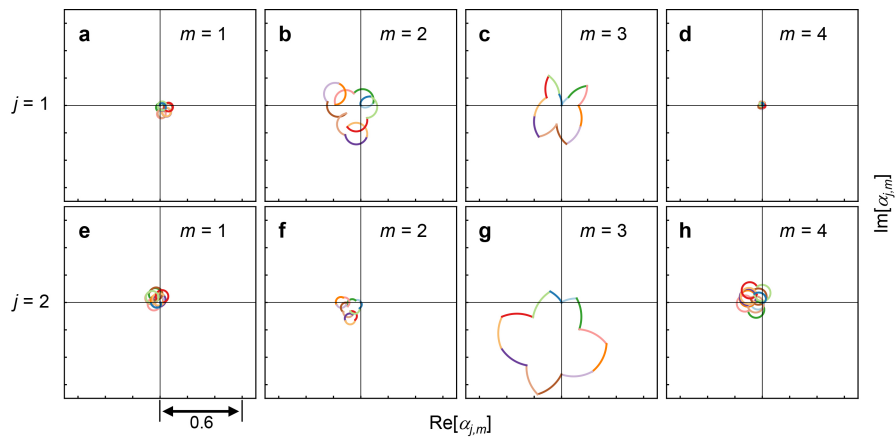 a m = 1
b m = 2
c m = 3
d m = 4
j = 1
e m = 1
f m = 2
g m = 3
h m = 4
j = 2
Im[αj,m]
0.6
Re[αj,m]